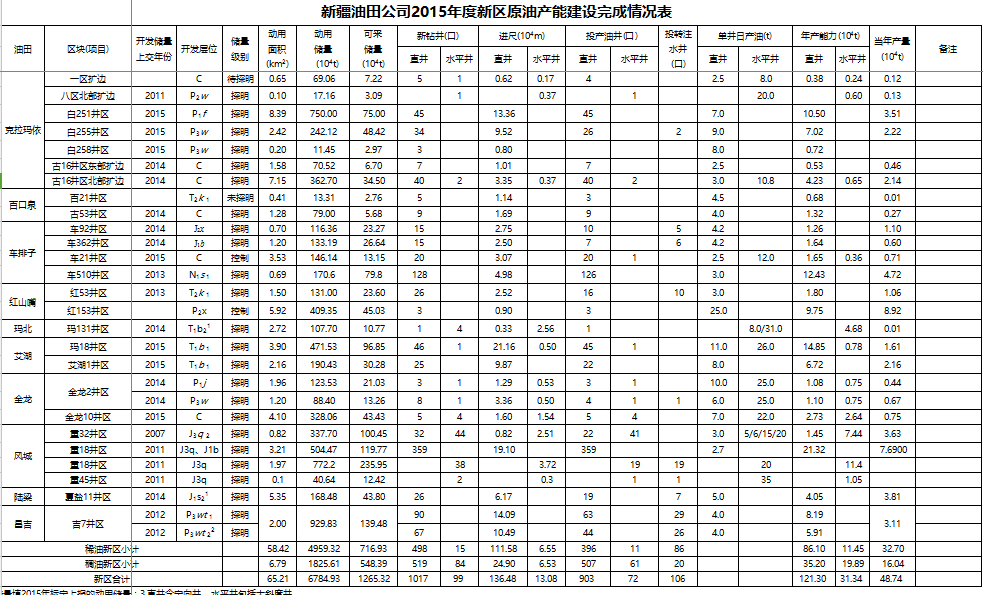 新疆油田公司2015年度新区原油产能建设完成情况表
油田 区块(项目) 开发储量上交年份 开发层位 储量级别 动用面积(km²) 动用储量(10⁴t) 可采储量(10⁴t) 新钻井(口) 进尺(10⁴m) 投产油井(口) 投转注水井(口) 单井日产油(t) 年产能力(10⁴t) 当年产量(10⁴t) 备注
直井 水平井 直井 水平井 直井 水平井 直井 水平井 直井 水平井
克拉玛依 一区扩边 C 待探明 0.65 69.06 7.22 5 1 0.62 0.17 4 2.5 8.0 0.38 0.24 0.12
八区北部扩边 2011 P₂w 探明 0.10 17.16 3.09 1 0.37 1 20.0 0.60 0.13
白251井区 2015 P₁f 探明 8.39 750.00 75.00 45 13.36 45 7.0 10.50 3.51
白255井区 2015 P₃w 探明 2.42 242.12 48.42 34 9.52 26 2 9.0 7.02 2.22
白258井区 2015 P₃w 探明 0.20 11.45 2.97 3 0.80 8.0 0.72
古16井区东部扩边 2014 C 探明 1.58 70.52 6.70 7 1.01 7 2.5 0.53 0.46
古16井区北部扩边 2014 C 探明 7.15 362.70 34.50 40 2 3.35 0.37 40 2 3.0 10.8 4.23 0.65 2.14
百口泉 百21井区 T₂k₁ 未探明 0.41 13.31 2.76 5 1.14 3 4.5 0.68 0.01
古53井区 2014 C 探明 1.28 79.00 5.68 9 1.69 9 4.0 1.32 0.27
车排子 车92井区 2014 探明 0.70 116.36 23.27 15 2.75 10 5 4.2 1.26 1.10
车362井区 2014 J₁b 探明 1.20 133.19 26.64 15 2.50 7 6 4.2 1.64 0.60
车21井区 2015 C 控制 3.53 146.14 13.15 20 3.07 20 1 2.5 12.0 1.65 0.36 0.71
车510井区 2013 N₁s₁ 探明 0.69 170.6 79.8 128 4.98 126 3.0 12.43 4.72
红山嘴 红53井区 2013 T₂k₁ 探明 1.50 131.00 23.60 26 2.52 16 10 3.0 1.80 1.06
红153井区 P₂x 控制 5.92 409.35 45.03 3 0.90 3 25.0 9.75 8.92
玛北 玛131井区 2014 T₁b₂¹ 探明 2.72 107.70 10.77 1 4 0.33 2.56 1 8.0/31.0 4.68 0.01
艾湖 玛18井区 2015 T₁b₁ 探明 3.90 471.53 96.85 46 1 21.16 0.50 45 1 11.0 26.0 14.85 0.78 1.61
艾湖1井区 2015 T₁b₁ 探明 2.16 190.43 30.28 25 9.87 22 8.0 6.72 2.16
金龙 金龙2井区 2014 P₁j 探明 1.96 123.53 21.03 3 1 1.29 0.53 3 1 10.0 25.0 1.08 0.75 0.44
2014 P₃w 探明 1.20 88.40 13.26 8 1 3.36 0.50 4 1 1 6.0 25.0 1.10 0.75 0.67
金龙10井区 2015 C 探明 4.10 328.06 43.43 5 4 1.60 1.54 5 4 7.0 22.0 2.73 2.64 0.75
风城 重32井区 2007 J₃q₂ 探明 0.82 337.70 100.45 32 44 0.82 2.51 22 41 3.0 5/6/15/20 1.45 7.44 3.63
重18井区 2011 J3q、J1b 探明 3.21 504.47 119.77 359 19.10 359 2.7 21.32 7.6900
重18井区 2011 J3q 探明 1.97 772.2 235.95 38 3.72 19 19 20 11.4
重45井区 2011 J3q 探明 0.1 40.64 12.42 2 0.3 1 1 35 1.05
陆梁 夏盐11井区 2014 J₁s₂¹ 探明 5.35 168.48 43.80 26 6.17 19 7 5.0 4.05 3.81
昌吉 吉7井区 2012 P₃wt₁ 探明 2.00 929.83 139.48 90 14.09 63 29 4.0 8.19 3.11
2012 P₃wt₂² 探明 67 10.49 44 26 4.0 5.91
稀油新区小计 58.42 4959.32 716.93 498 15 111.58 6.55 396 11 86 86.10 11.45 32.70
稠油新区小计 6.79 1825.61 548.39 519 84 24.90 6.53 507 61 20 35.20 19.89 16.04
新区合计 65.21 6784.93 1265.32 1017 99 136.48 13.08 903 72 106 121.30 31.34 48.74